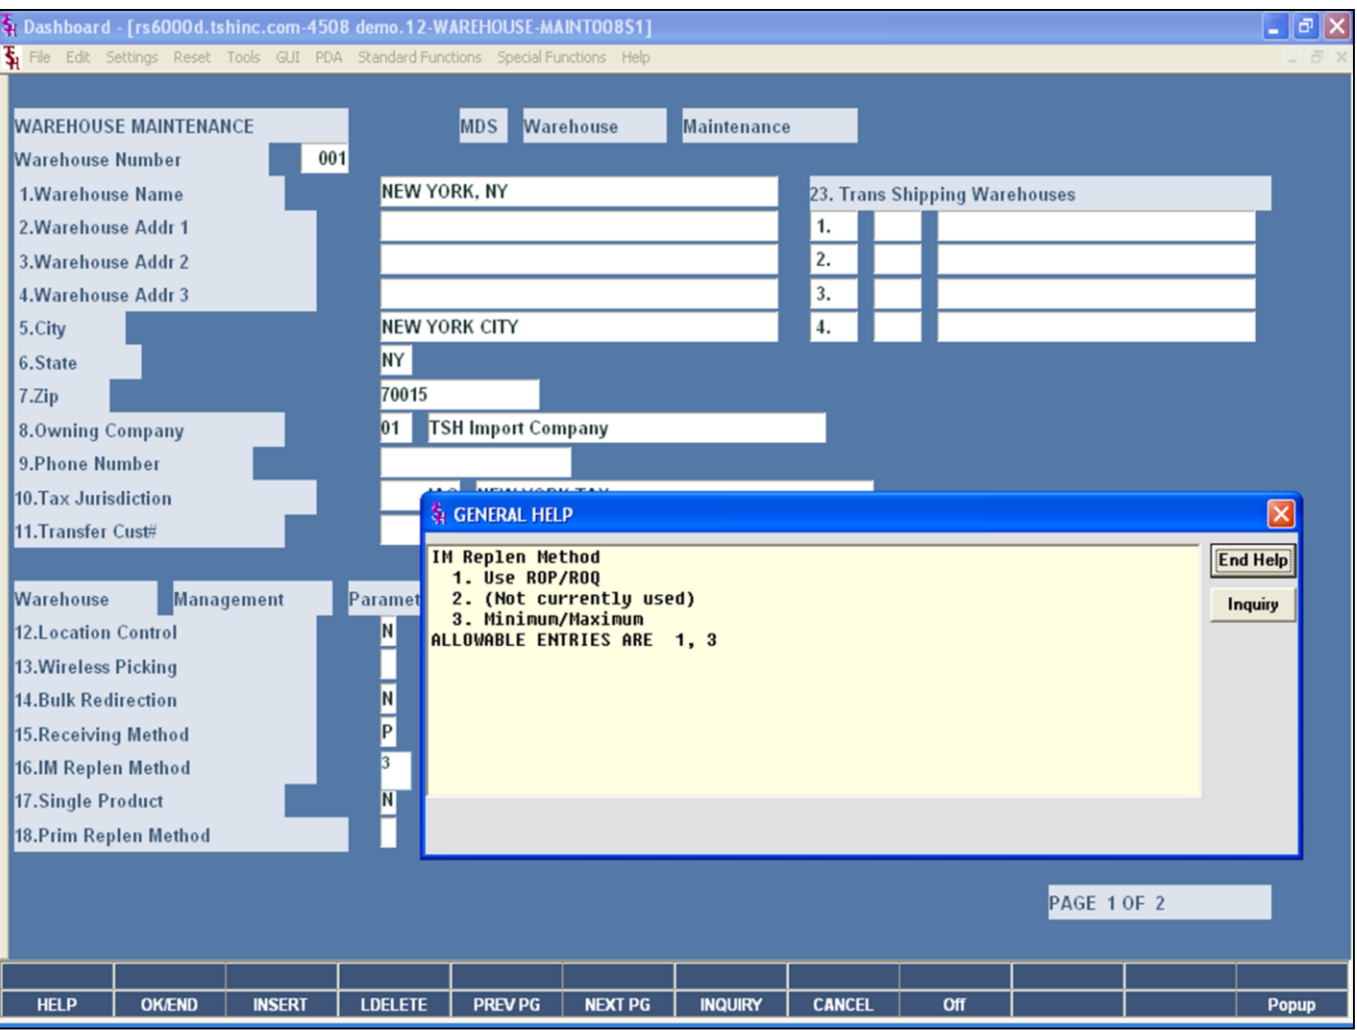 Dashboard - [rs6000d.tshinc.com-4508 demo.12-WAREHOUSE-MAINT008S1]
File Edit Settings Reset Tools GUI PDA Standard Functions Special Functions Help
WAREHOUSE MAINTENANCE MDS Warehouse Maintenance
Warehouse Number 001
1.Warehouse Name NEW YORK, NY 23. Trans Shipping Warehouses
2.Warehouse Addr 1 1.
3.Warehouse Addr 2 2.
4.Warehouse Addr 3 3.
5.City NEW YORK CITY 4.
6.State NY
7.Zip 70015
8.Owning Company 01 TSH Import Company
9.Phone Number
10.Tax Jurisdiction NEW YORK TAX
11.Transfer Cust#
GENERAL HELP
IM Replen Method
1. Use ROP/ROQ
2. (Not currently used)
3. Minimum/Maximum
ALLOWABLE ENTRIES ARE 1, 3
End Help
Inquiry
Warehouse Management
12.Location Control N
13.Wireless Picking
14.Bulk Redirection N
15.Receiving Method P
16.IM Replen Method 3
17.Single Product N
18.Prim Replen Method
PAGE 1 OF 2
HELP OK/END INSERT LDELETE PREV PG NEXT PG INQUIRY CANCEL Off Popup